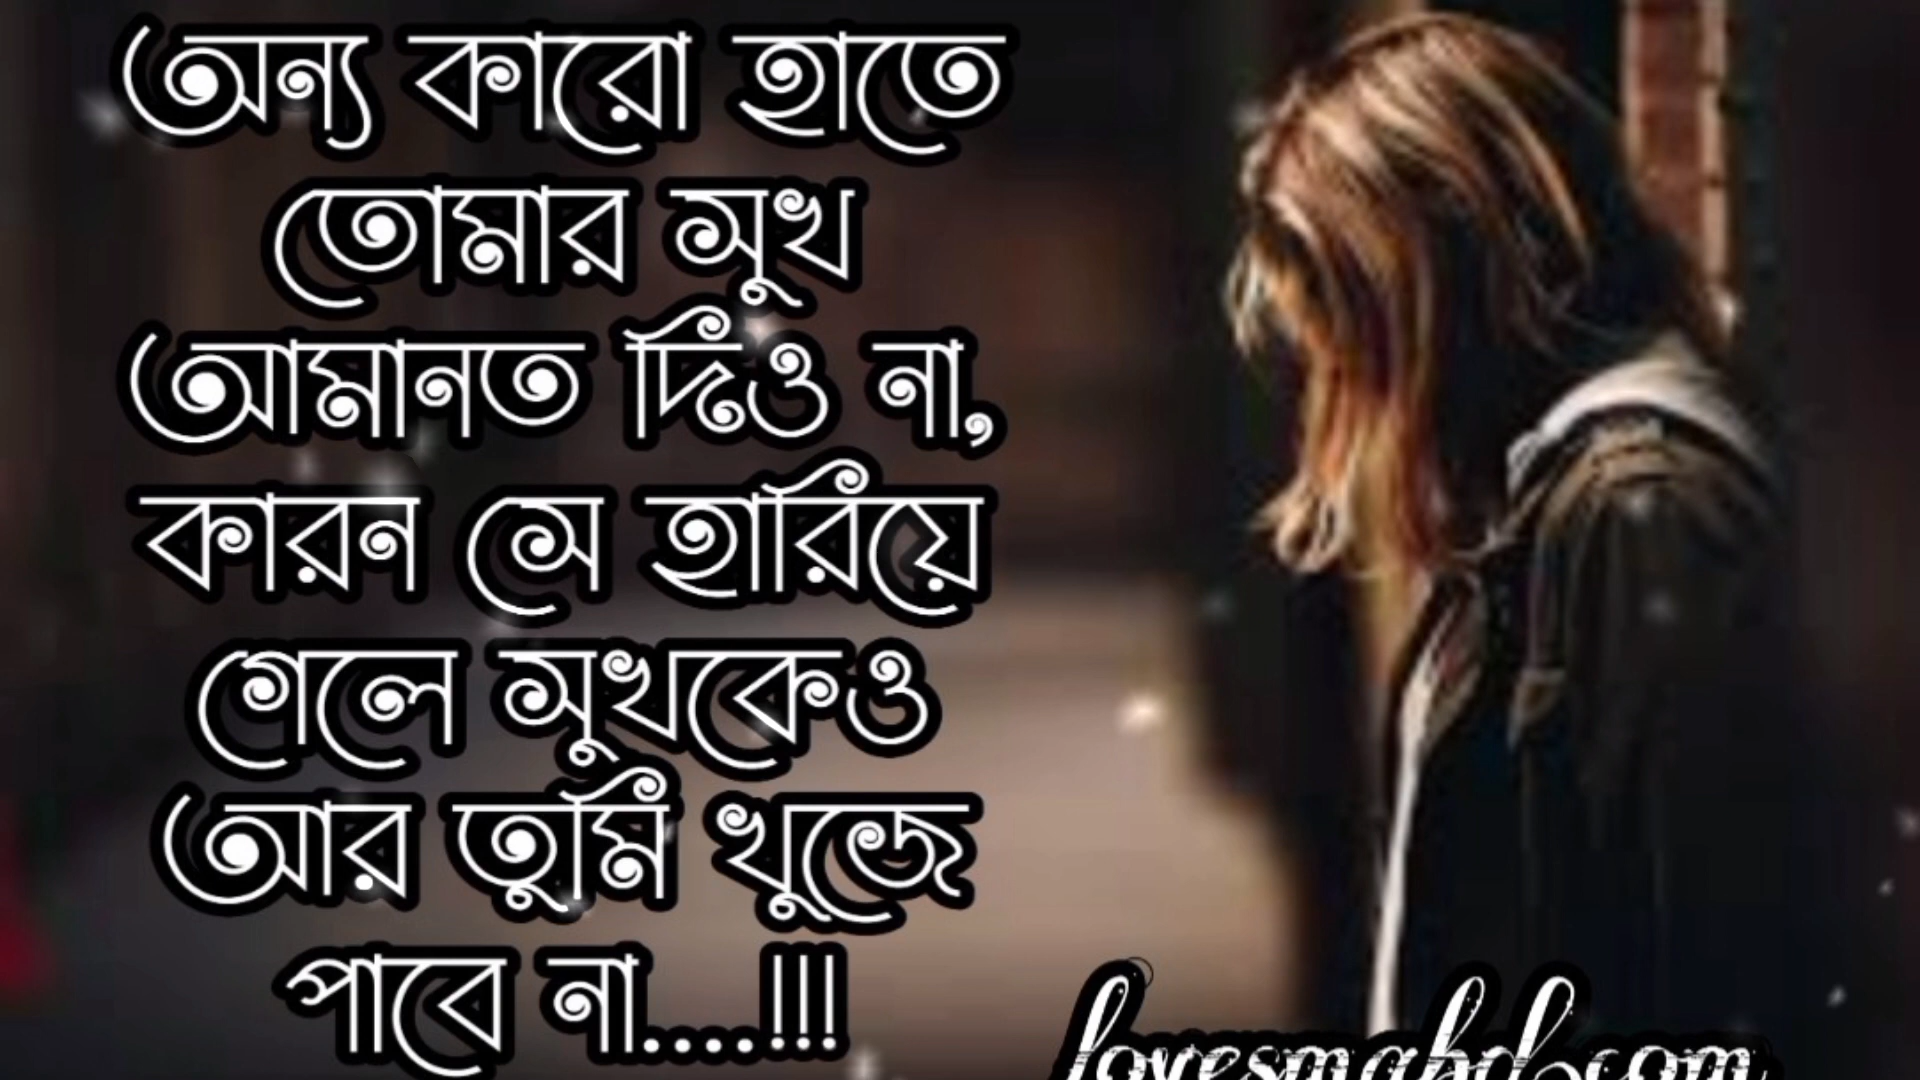 অন্য কারো হাতে
তোমার সুখ
আমানত দিও না,
কারন সে হারিয়ে
গেলে সুখকেও
আর তুমি খুজে
পাবে না....!!!